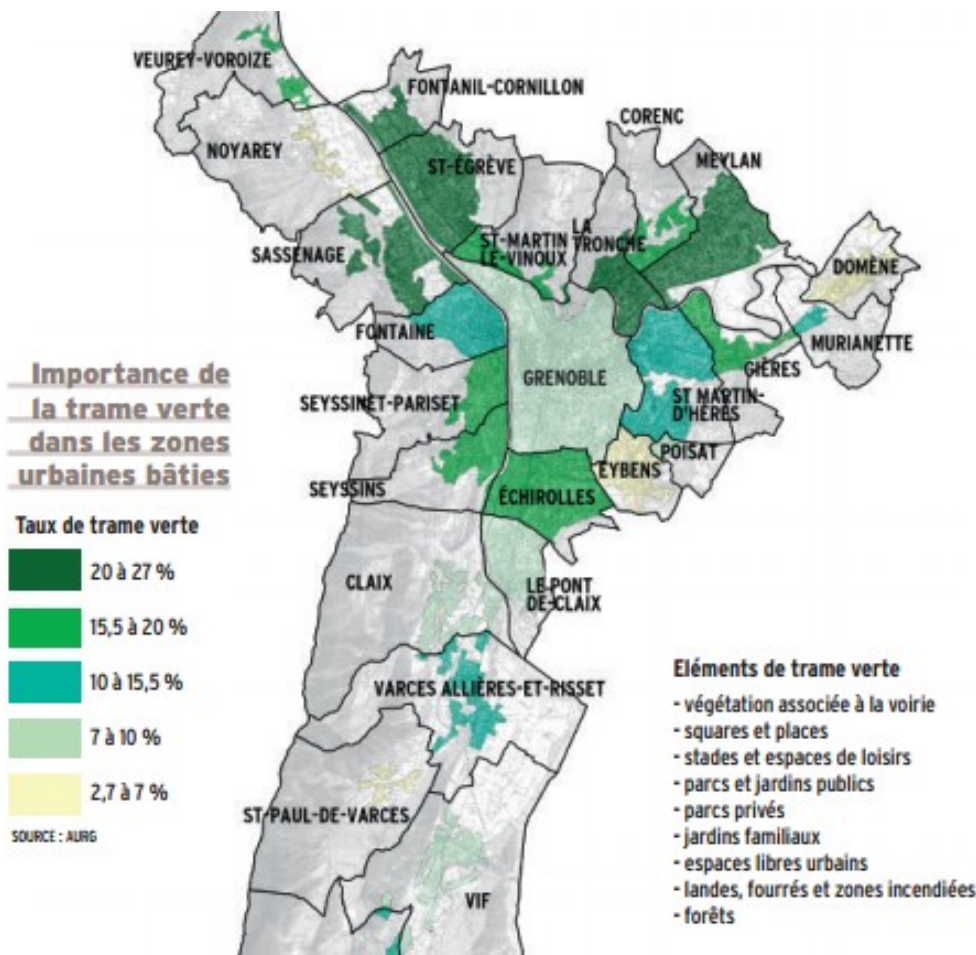 VEUREY-VOROIZE
FONTANIL-CORNILLON
NOYAREY
CORENC
ST-ÉGRÈVE
MEYLAN
SASSENAGE
ST-MARTIN
LE-VINOUX
LA
TRONCHE
DOMÈNE
FONTAINE
MURIANETTE
GRENOBLE
GIÈRES
SEYSSINET-PARISET
ST MARTIN-
D'HÈRES
POISAT
EYBENS
SEYSSINS
ÉCHIROLLES
CLAIX
LE-PONT
DE-CLAIX
VARCES ALLIÈRES-ET-RISSET
ST-PAUL-DE-VARCES
VIF
Importance de
la trame verte
dans les zones
urbaines bâties
Taux de trame verte
20 à 27 %
15,5 à 20 %
10 à 15,5 %
7 à 10 %
2,7 à 7 %
SOURCE : AURG
Eléments de trame verte
- végétation associée à la voirie
- squares et places
- stades et espaces de loisirs
- parcs et jardins publics
- parcs privés
- jardins familiaux
- espaces libres urbains
- landes, fourrés et zones incendiées
- forêts